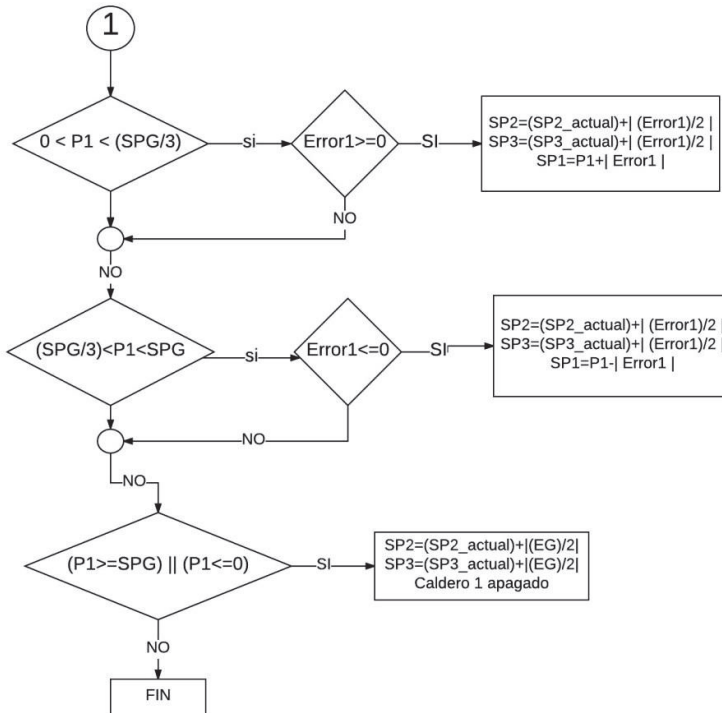 1
0 < P1 < (SPG/3)
si
Error1>=0
SI
SP2=(SP2_actual)+| (Error1)/2 |
SP3=(SP3_actual)+| (Error1)/2 |
SP1=P1+| Error1 |
NO
NO
(SPG/3)<P1<SPG
si
Error1<=0
SI
SP2=(SP2_actual)+| (Error1)/2 |
SP3=(SP3_actual)+| (Error1)/2 |
SP1=P1-| Error1 |
NO
NO
(P1>=SPG) || (P1<=0)
SI
SP2=(SP2_actual)+|(EG)/2|
SP3=(SP3_actual)+|(EG)/2|
Caldero 1 apagado
NO
FIN